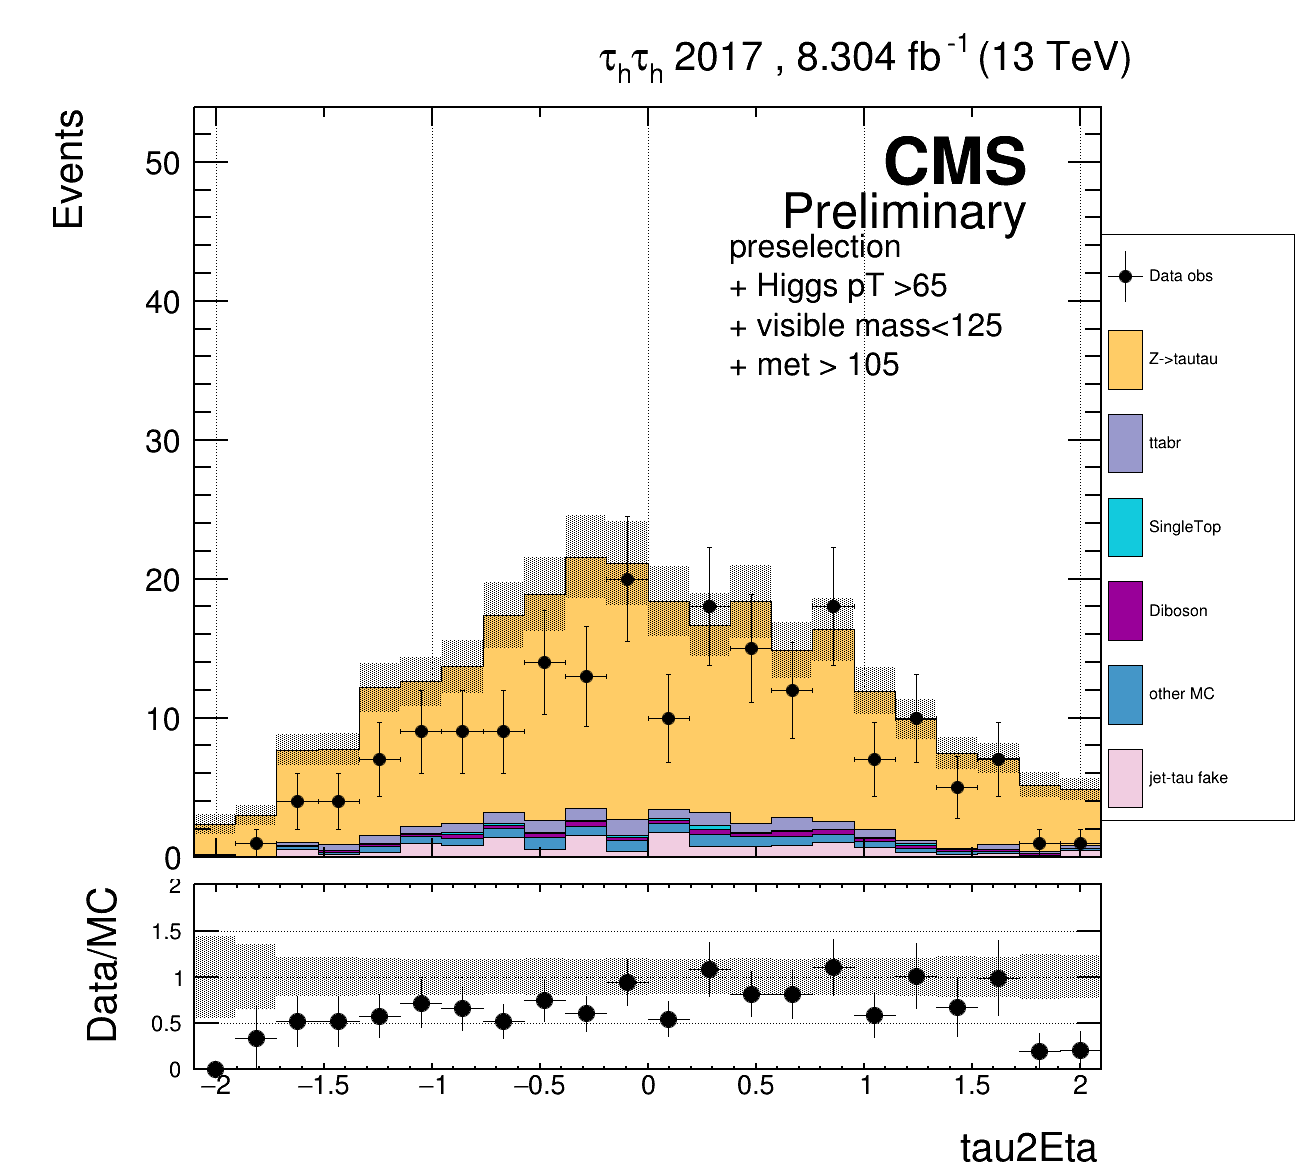 τhτh 2017 , 8.304 fb-1 (13 TeV)
Events
50
40
30
20
10
0
CMS
Preliminary
preselection
+ Higgs pT >65
+ visible mass<125
+ met > 105
Data obs
Z->tautau
ttabr
SingleTop
Diboson
other MC
jet-tau fake
Data/MC
2
1.5
1
0.5
0
−2 −1.5 −1 −0.5 0 0.5 1 1.5 2
tau2Eta